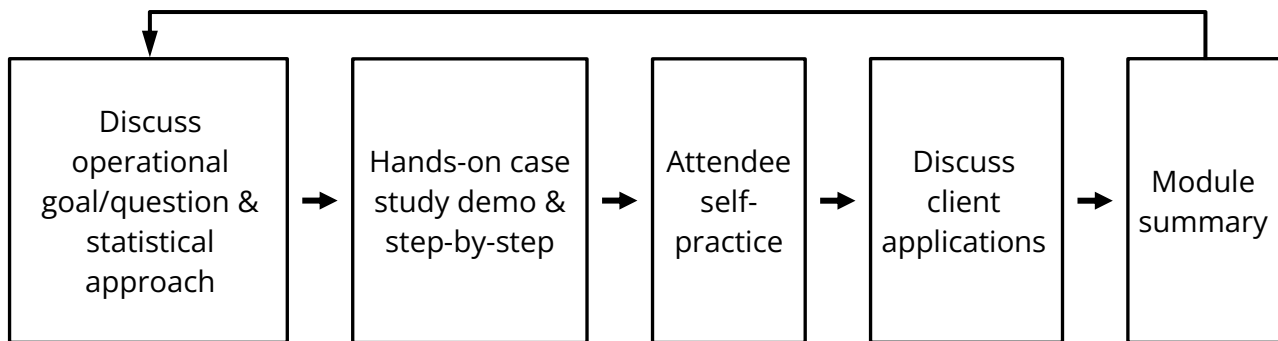 Discuss
operational
goal/question &
statistical
approach
Hands-on case
study demo &
step-by-step
Attendee
self-
practice
Discuss
client
applications
Module
summary